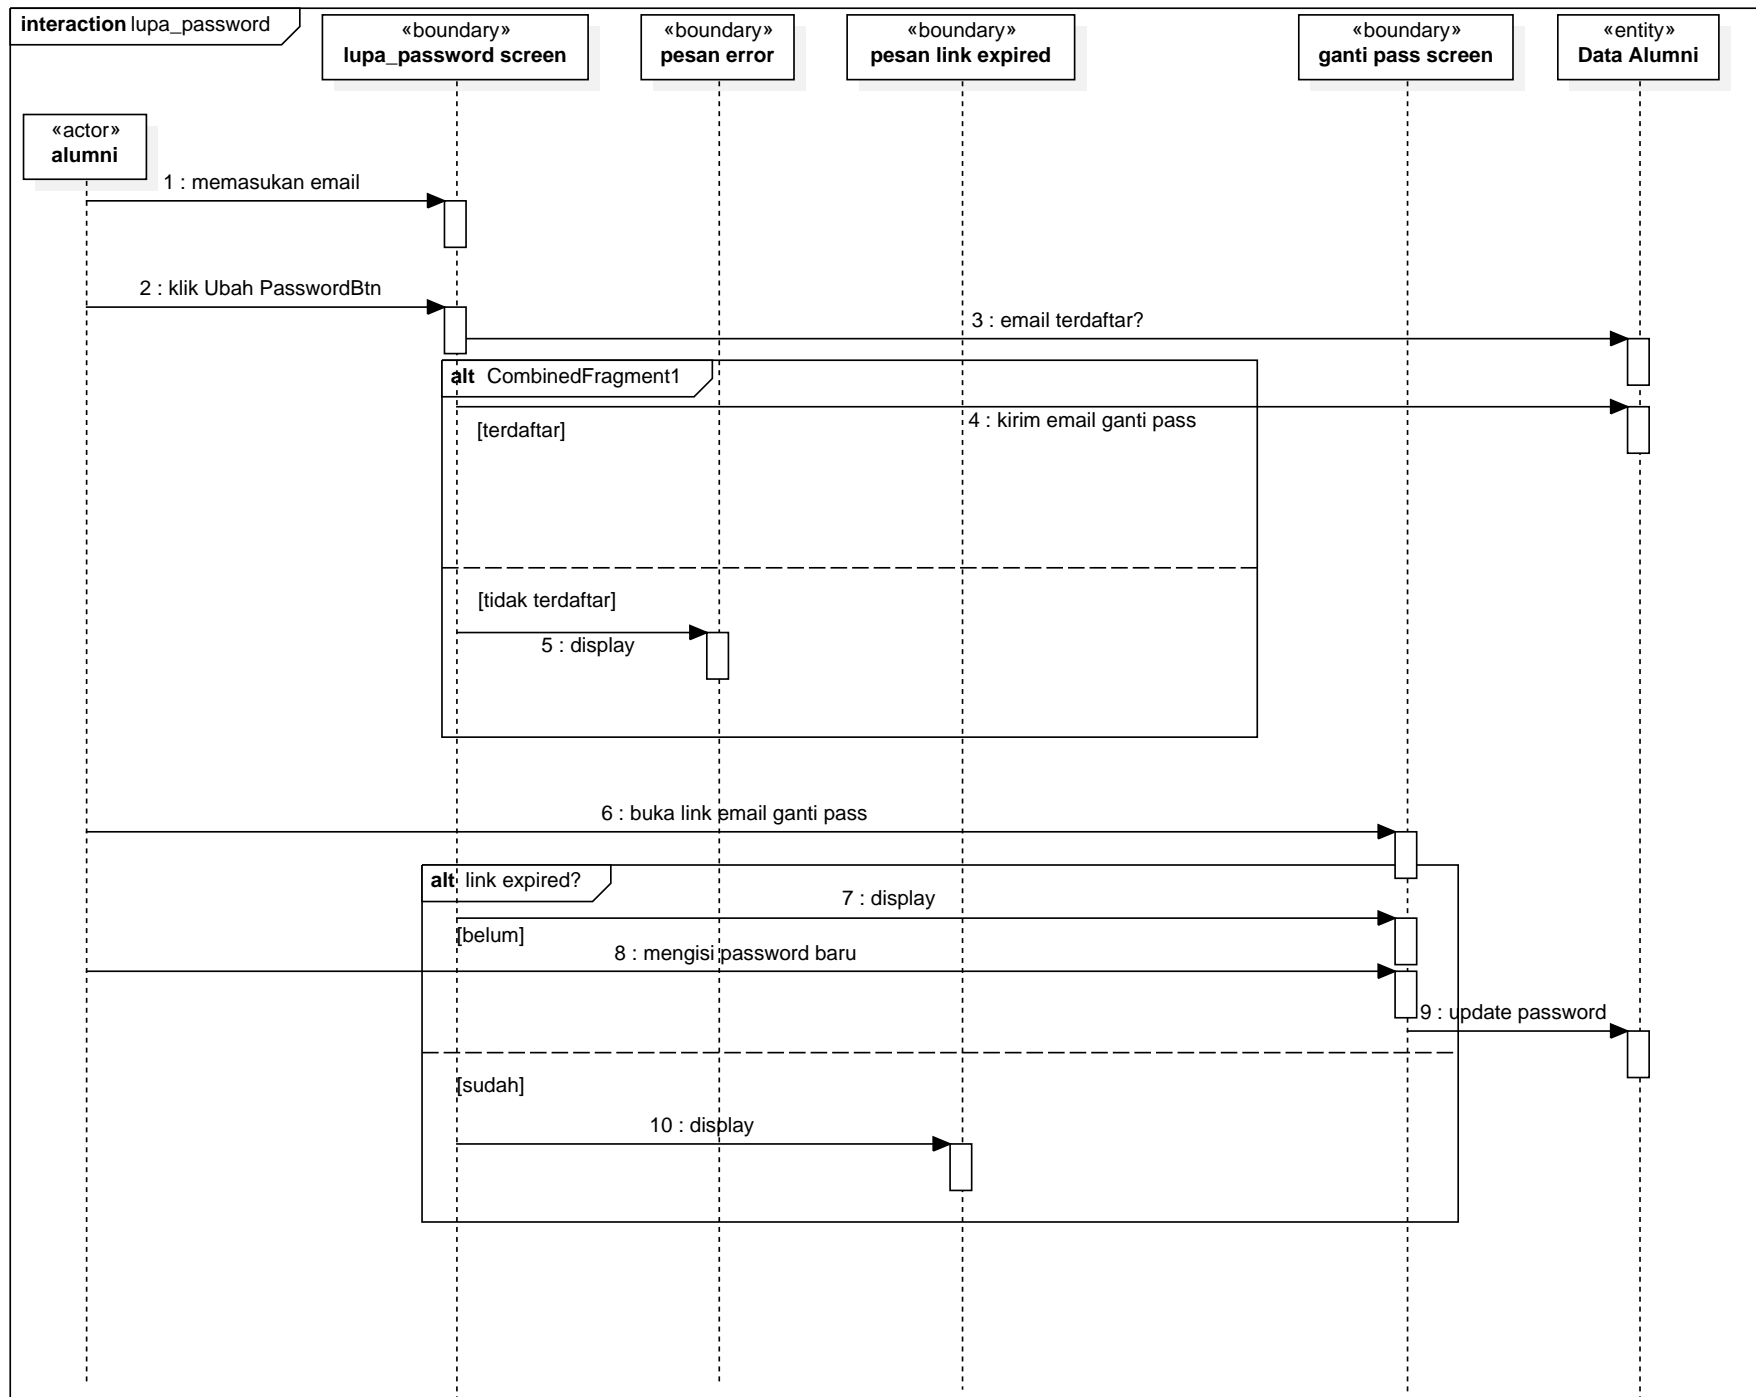 interaction lupa_password
«boundary»
lupa_password screen
«boundary»
pesan error
«boundary»
pesan link expired
«boundary»
ganti pass screen
«entity»
Data Alumni
«actor»
alumni
1 : memasukan email
2 : klik Ubah PasswordBtn
3 : email terdaftar?
alt CombinedFragment1
4 : kirim email ganti pass
[terdaftar]
[tidak terdaftar]
5 : display
6 : buka link email ganti pass
alt link expired?
7 : display
[belum]
8 : mengisi password baru
9 : update password
[sudah]
10 : display